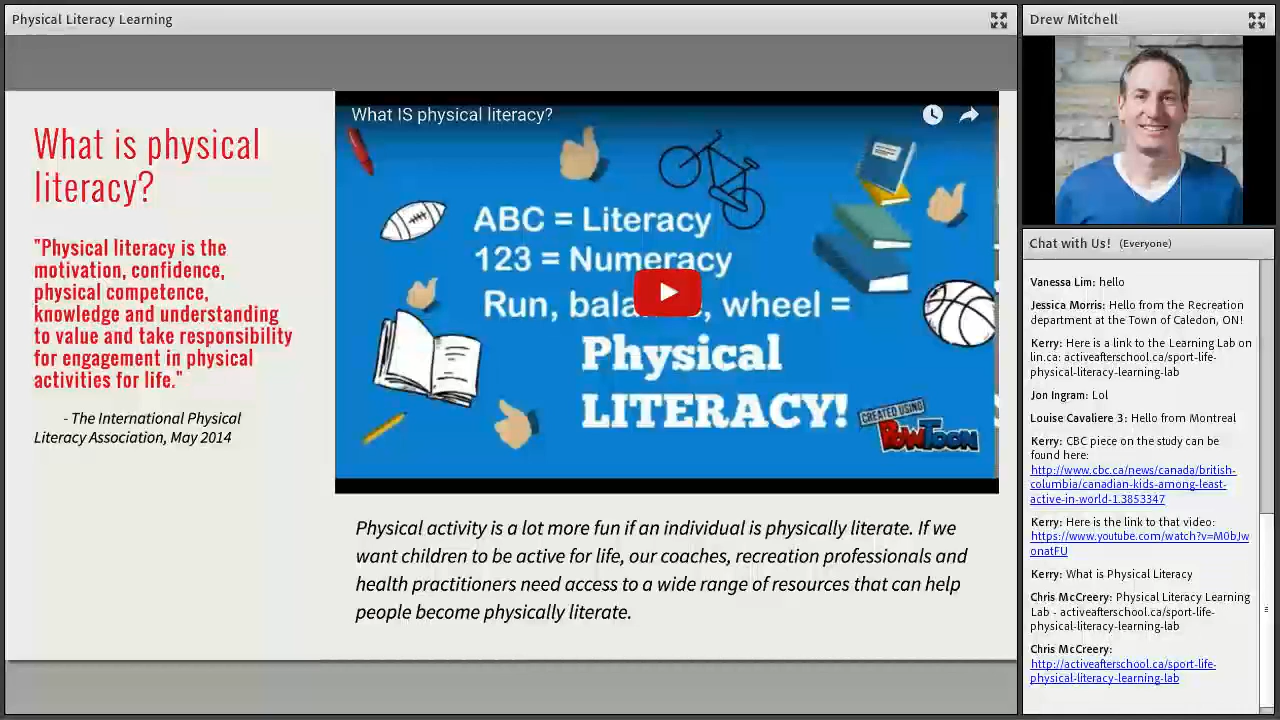 Physical Literacy Learning
What is physical
literacy?
"Physical literacy is the
motivation, confidence,
physical competence,
knowledge and understanding
to value and take responsibility
for engagement in physical
activities for life."
- The International Physical
Literacy Association, May 2014
What IS physical literacy?
ABC = Literacy
123 = Numeracy
Run, balance, wheel =
Physical
LITERACY!
CREATED USING
POWTOON
Physical activity is a lot more fun if an individual is physically literate. If we
want children to be active for life, our coaches, recreation professionals and
health practitioners need access to a wide range of resources that can help
people become physically literate.
Drew Mitchell
Chat with Us! (Everyone)
Vanessa Lim: hello
Jessica Morris: Hello from the Recreation
department at the Town of Caledon, ON!
Kerry: Here is a link to the Learning Lab on
lin.ca: activeafterschool.ca/sport-life-
physical-literacy-learning-lab
Jon Ingram: Lol
Louise Cavaliere 3: Hello from Montreal
Kerry: CBC piece on the study can be
found here:
http://www.cbc.ca/news/canada/british-
columbia/canadian-kids-among-least-
active-in-world-1.3853347
Kerry: Here is the link to that video:
https://www.youtube.com/watch?v=M0bJw
onatFU
Kerry: What is Physical Literacy
Chris McCreery: Physical Literacy Learning
Lab - activeafterschool.ca/sport-life-
physical-literacy-learning-lab
Chris McCreery:
http://activeafterschool.ca/sport-life-
physical-literacy-learning-lab